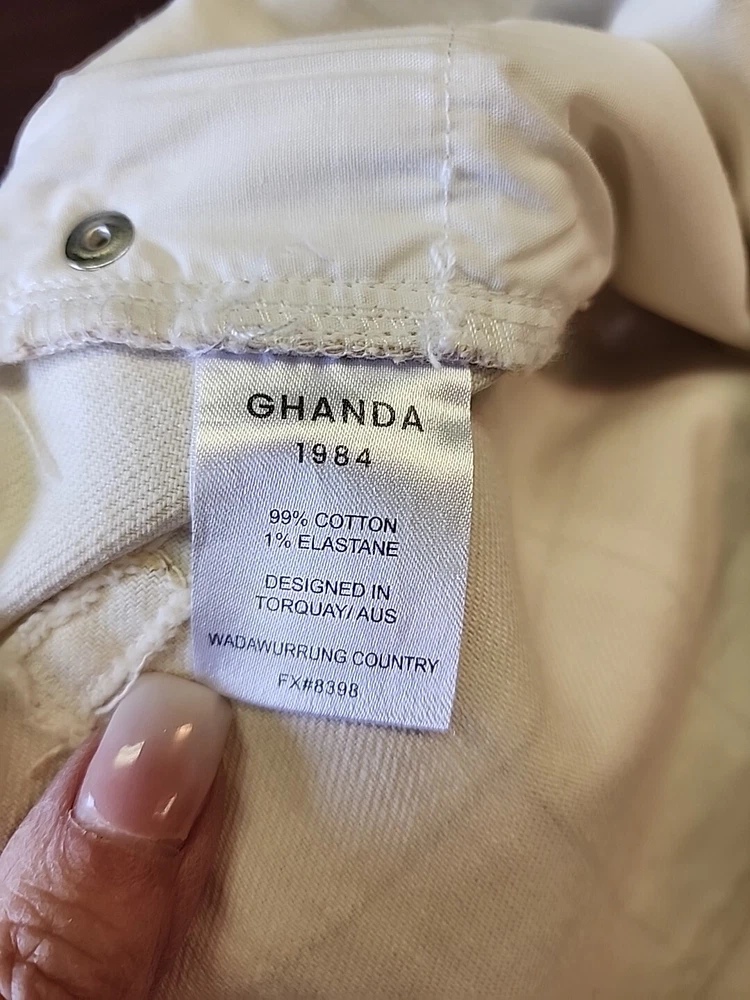 GHANDA
1984
99% COTTON
1% ELASTANE
DESIGNED IN
TORQUAY/ AUS
WADAWURRUNG COUNTRY
FX#8398